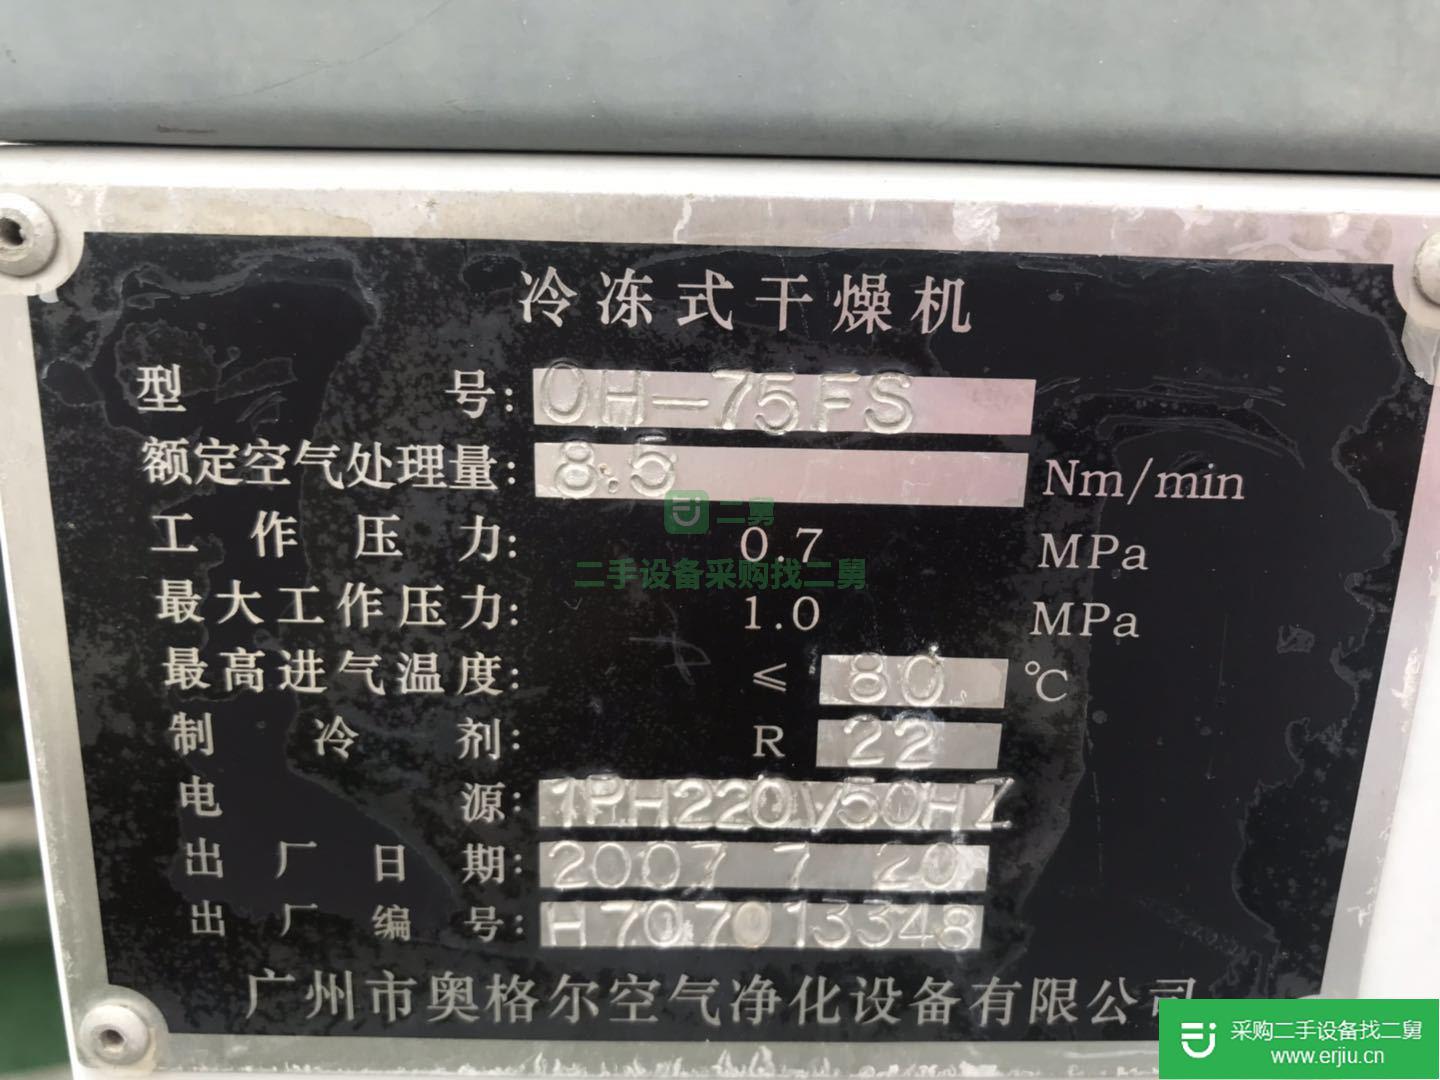 冷冻式干燥机
型号: OH-75FS
额定空气处理量: 8.5 Nm/min
工作压力: 0.7 MPa
最大工作压力: 1.0 MPa
最高进气温度: ≤ 80 ℃
制冷剂: R 22
电源: 1PH220V50HZ
出厂日期: 2007 7 20
出厂编号: H707013348
广州市奥格尔空气净化设备有限公司
二舅
二手设备采购找二舅
采购二手设备找二舅
www.erjiu.cn